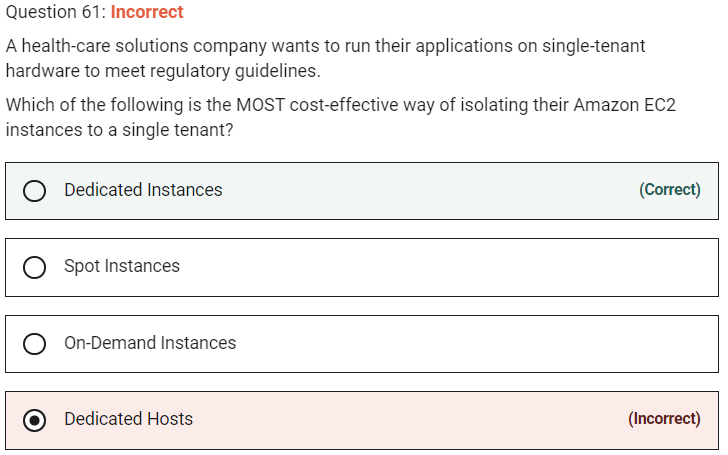 Question 61: Incorrect
A health-care solutions company wants to run their applications on single-tenant
hardware to meet regulatory guidelines.
Which of the following is the MOST cost-effective way of isolating their Amazon EC2
instances to a single tenant?
Dedicated Instances (Correct)
Spot Instances
On-Demand Instances
Dedicated Hosts (Incorrect)